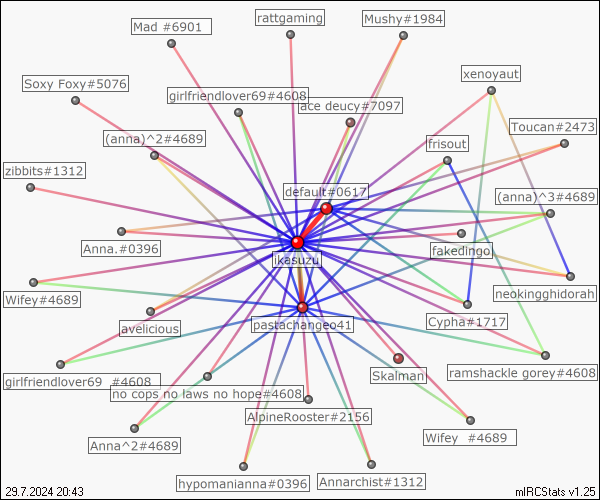 rattgaming
Mushy#1984
Mad #6901
xenoyaut
Soxy Foxy#5076
girlfriendlover69#4608
ace deucy#7097
Toucan#2473
(anna)^2#4689
frisout
zibbits#1312
default#0617
(anna)^3#4689
Anna.#0396
fakedingo
ikasuzu
neokingghidorah
Wifey#4689
avelicious
pastachangeo41
Cypha#1717
girlfriendlover69 #4608
Skalman
ramshackle gorey#4608
no cops no laws no hope#4608
AlpineRooster#2156
Anna^2#4689
Wifey #4689
hypomanianna#0396
Annarchist#1312
29.7.2024 20:43
mIRCStats v1.25